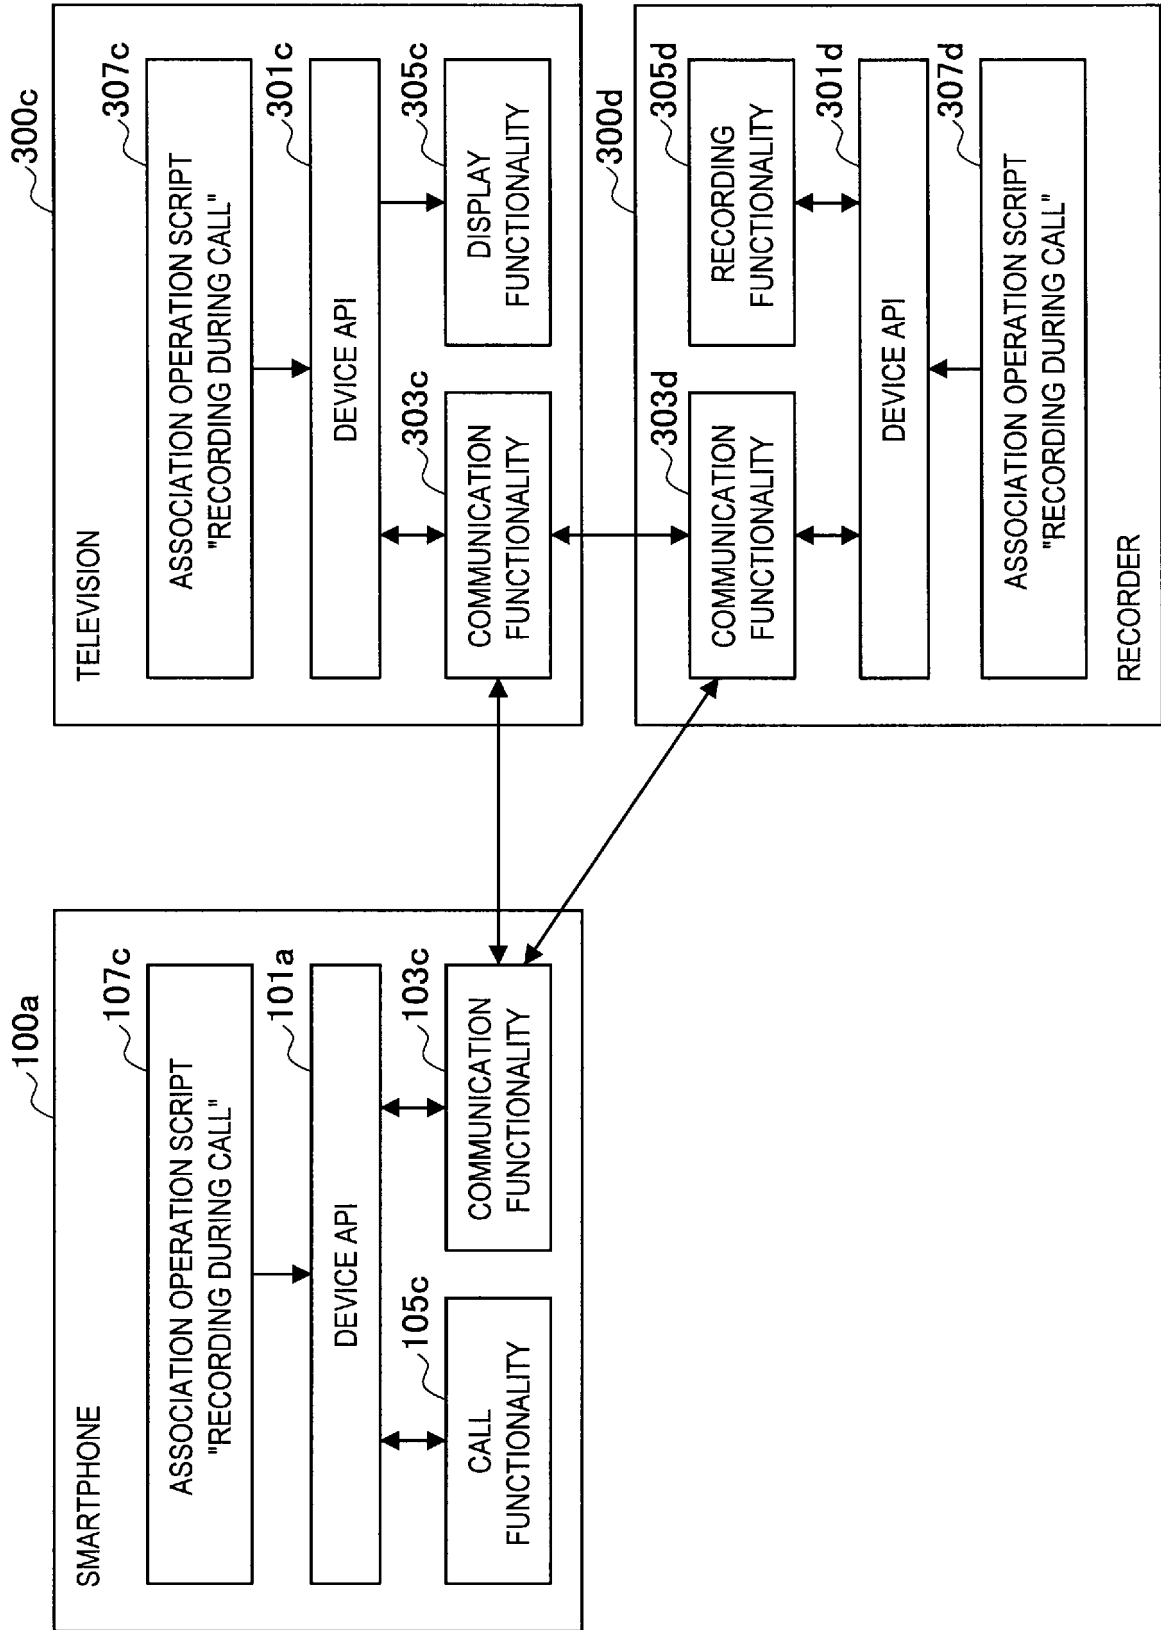 100a
SMARTPHONE
107c
ASSOCIATION OPERATION SCRIPT
"RECORDING DURING CALL"
101a
DEVICE API
105c
CALL
FUNCTIONALITY
103c
COMMUNICATION
FUNCTIONALITY
300c
TELEVISION
307c
ASSOCIATION OPERATION SCRIPT
"RECORDING DURING CALL"
301c
DEVICE API
303c
COMMUNICATION
FUNCTIONALITY
305c
DISPLAY
FUNCTIONALITY
300d
303d
COMMUNICATION
FUNCTIONALITY
305d
RECORDING
FUNCTIONALITY
301d
DEVICE API
307d
ASSOCIATION OPERATION SCRIPT
"RECORDING DURING CALL"
RECORDER